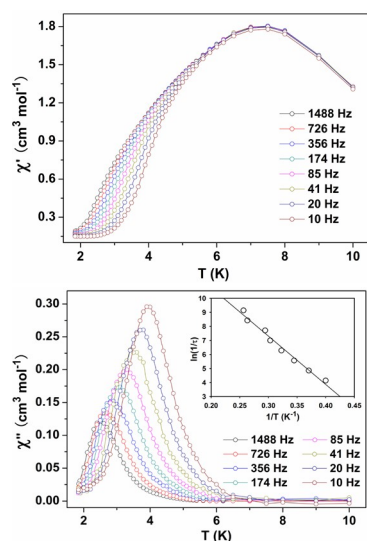 χ' (cm³ mol⁻¹)
1.8
1.5
1.2
0.9
0.6
0.3
1488 Hz
726 Hz
356 Hz
174 Hz
85 Hz
41 Hz
20 Hz
10 Hz
2 4 6 8 10
T (K)
χ'' (cm³ mol⁻¹)
0.30
0.25
0.20
0.15
0.10
0.05
0.00
ln(1/τ)
10
9
8
7
6
5
4
3
0.20 0.25 0.30 0.35 0.40 0.45
1/T (K⁻¹)
1488 Hz 85 Hz
726 Hz 41 Hz
356 Hz 20 Hz
174 Hz 10 Hz
2 4 6 8 10
T (K)